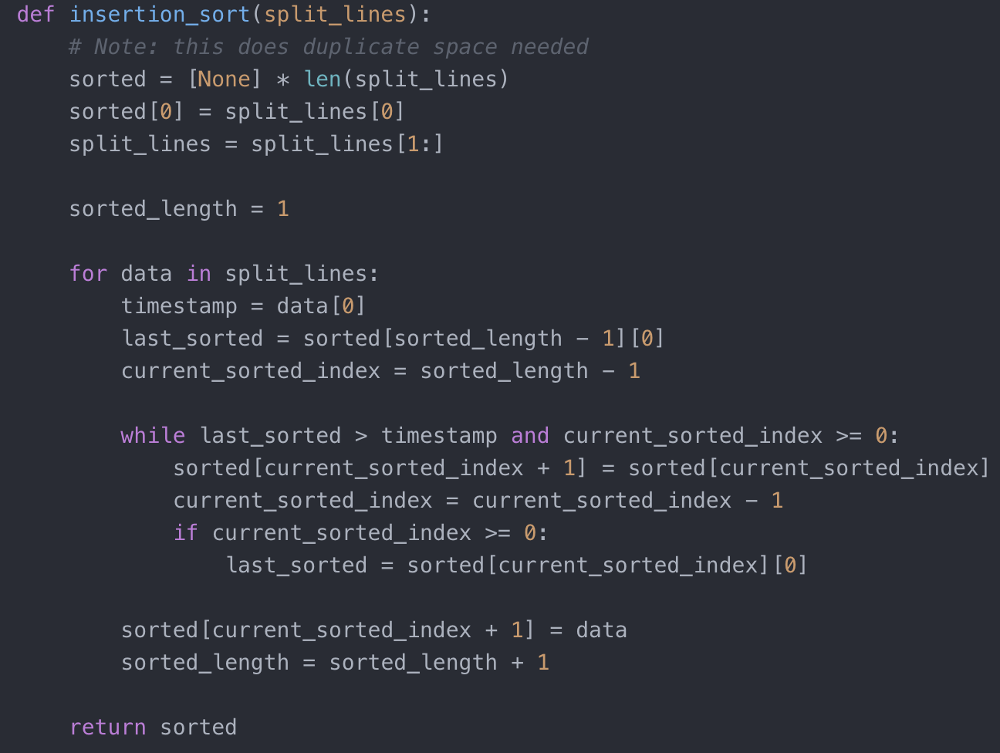 def insertion_sort(split_lines):
    # Note: this does duplicate space needed
    sorted = [None] * len(split_lines)
    sorted[0] = split_lines[0]
    split_lines = split_lines[1:]

    sorted_length = 1

    for data in split_lines:
        timestamp = data[0]
        last_sorted = sorted[sorted_length - 1][0]
        current_sorted_index = sorted_length - 1

        while last_sorted > timestamp and current_sorted_index >= 0:
            sorted[current_sorted_index + 1] = sorted[current_sorted_index]
            current_sorted_index = current_sorted_index - 1
            if current_sorted_index >= 0:
                last_sorted = sorted[current_sorted_index][0]

        sorted[current_sorted_index + 1] = data
        sorted_length = sorted_length + 1

    return sorted